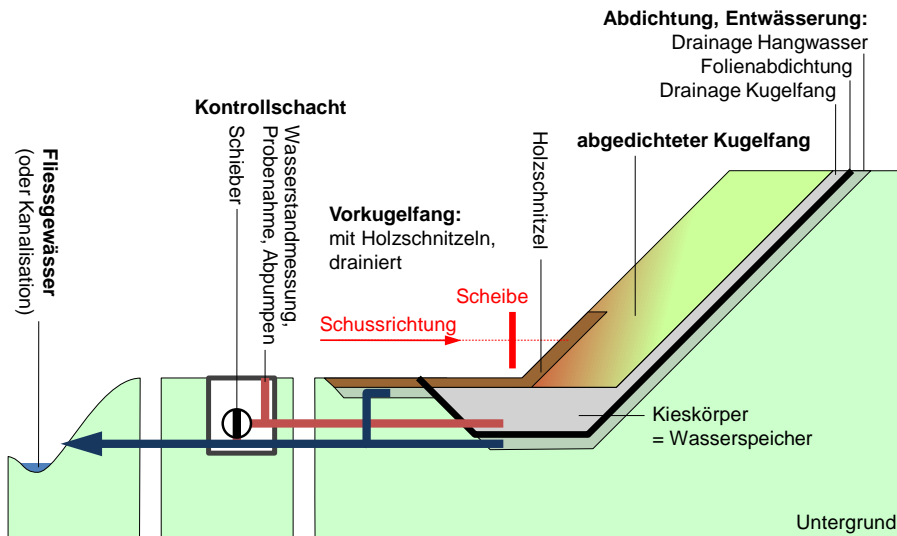 Abdichtung, Entwässerung:
Drainage Hangwasser
Folienabdichtung
Drainage Kugelfang
Kontrollschacht
Schieber
Wasserstandmessung,
Probenahme, Abpumpen
Fliessgewässer
(oder Kanalisation)
Vorkugelfang:
mit Holzschnitzeln,
drainiert
Holzschnitzel
abgedichteter Kugelfang
Scheibe
Schussrichtung
Kieskörper
= Wasserspeicher
Untergrund